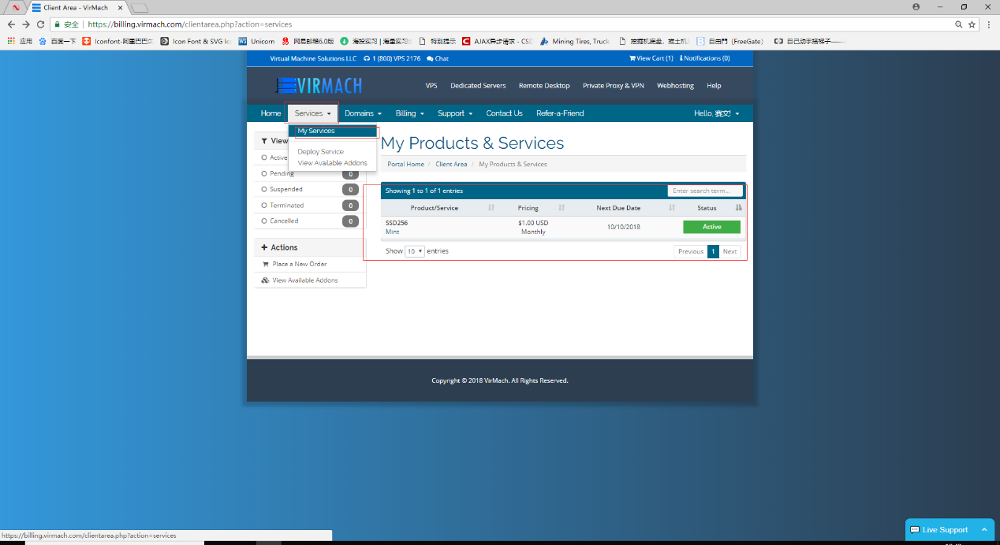 Client Area - VirMach
安全 | https://billing.virmach.com/clientarea.php?action=services
应用 百度一下 Iconfont-阿里巴巴矢 Icon Font & SVG Ic Unicorn 网易邮箱6.0版 海投实习 | 海量实习生 特别提示 AJAX异步请求 - CSD Mining Tires, Truck 挖掘机硬盘，推土机 自由門（FreeGate） 自己动手搭梯子——
Virtual Machine Solutions LLC 1 (800) VPS 2176 Chat View Cart (1) Notifications (0)
VIRMACH VPS Dedicated Servers Remote Desktop Private Proxy & VPN Webhosting Help
Home Services Domains Billing Support Contact Us Refer-a-Friend Hello,
My Services
Deploy Service
View Available Addons
View
Active
Pending 0
Suspended 0
Terminated 0
Cancelled 0
Actions
Place a New Order
View Available Addons
My Products & Services
Portal Home / Client Area / My Products & Services
Showing 1 to 1 of 1 entries Enter search term...
Product/Service Pricing Next Due Date Status
SSD256 $1.00 USD 10/10/2018 Active
Mint Monthly
Show 10 entries Previous 1 Next
Copyright © 2018 VirMach. All Rights Reserved.
Live Support
https://billing.virmach.com/clientarea.php?action=services